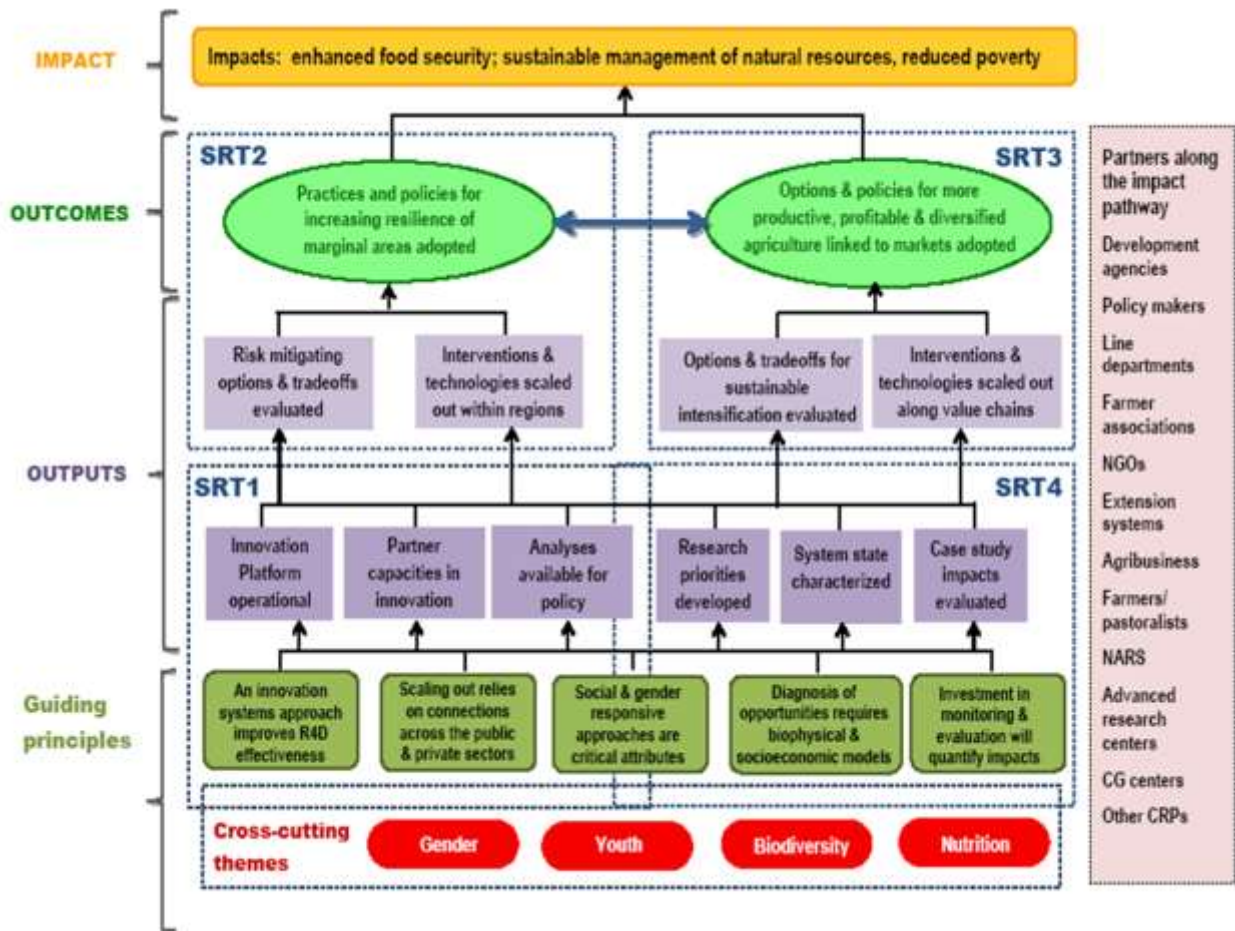 IMPACT
Impacts: enhanced food security; sustainable management of natural resources, reduced poverty
OUTCOMES
SRT2
Practices and policies for
increasing resilience of
marginal areas adopted
SRT3
Options & policies for more
productive, profitable & diversified
agriculture linked to markets adopted
OUTPUTS
Risk mitigating
options & tradeoffs
evaluated
Interventions &
technologies scaled
out within regions
Options & tradeoffs for
sustainable
intensification evaluated
Interventions &
technologies scaled out
along value chains
SRT1
SRT4
Innovation
Platform
operational
Partner
capacities in
innovation
Analyses
available for
policy
Research
priorities
developed
System state
characterized
Case study
impacts
evaluated
Guiding
principles
An innovation
systems approach
improves R4D
effectiveness
Scaling out relies
on connections
across the public
& private sectors
Social & gender
responsive
approaches are
critical attributes
Diagnosis of
opportunities requires
biophysical &
socioeconomic models
Investment in
monitoring &
evaluation will
quantify impacts
Cross-cutting
themes
Gender
Youth
Biodiversity
Nutrition
Partners along
the impact
pathway
Development
agencies
Policy makers
Line
departments
Farmer
associations
NGOs
Extension
systems
Agribusiness
Farmers/
pastoralists
NARS
Advanced
research
centers
CG centers
Other CRPs